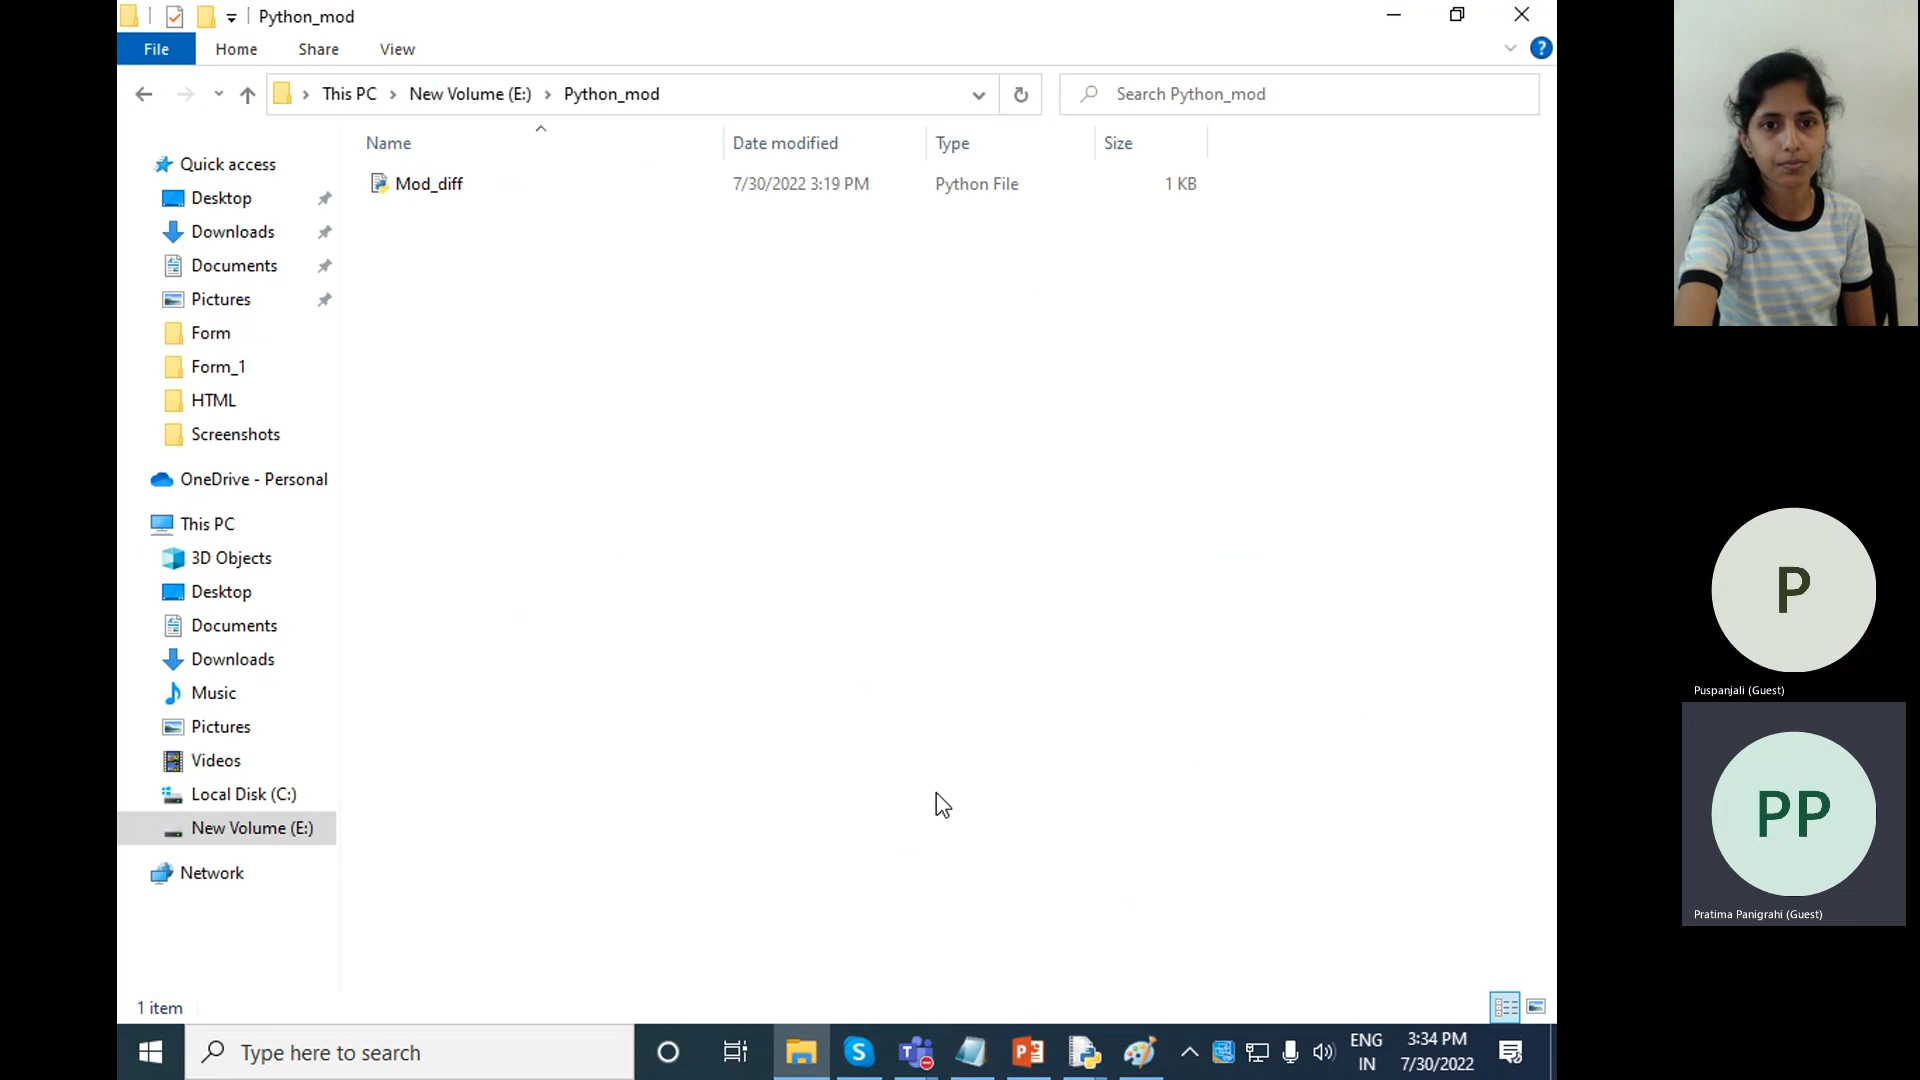 Python_mod
File Home Share View
This PC New Volume (E:) Python_mod Search Python_mod
Name Date modified Type Size
Mod_diff 7/30/2022 3:19 PM Python File 1 KB
Quick access
Desktop
Downloads
Documents
Pictures
Form
Form_1
HTML
Screenshots
OneDrive - Personal
This PC
3D Objects
Desktop
Documents
Downloads
Music
Pictures
Videos
Local Disk (C:)
New Volume (E:)
Network
1 item
Type here to search
ENG
IN
3:34 PM
7/30/2022
P
Puspanjali (Guest)
PP
Pratima Panigrahi (Guest)